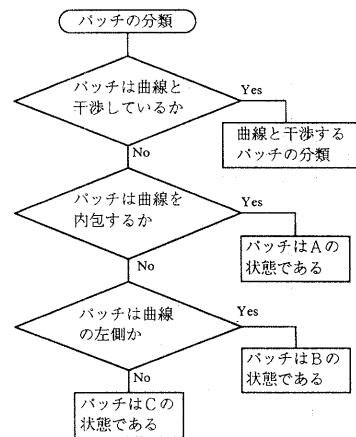 パッチの分類
パッチは曲線と
干渉しているか
Yes
曲線と干渉する
パッチの分類
No
パッチは曲線を
内包するか
Yes
パッチはAの
状態である
No
パッチは曲線
の左側か
Yes
パッチはBの
状態である
No
パッチはCの
状態である